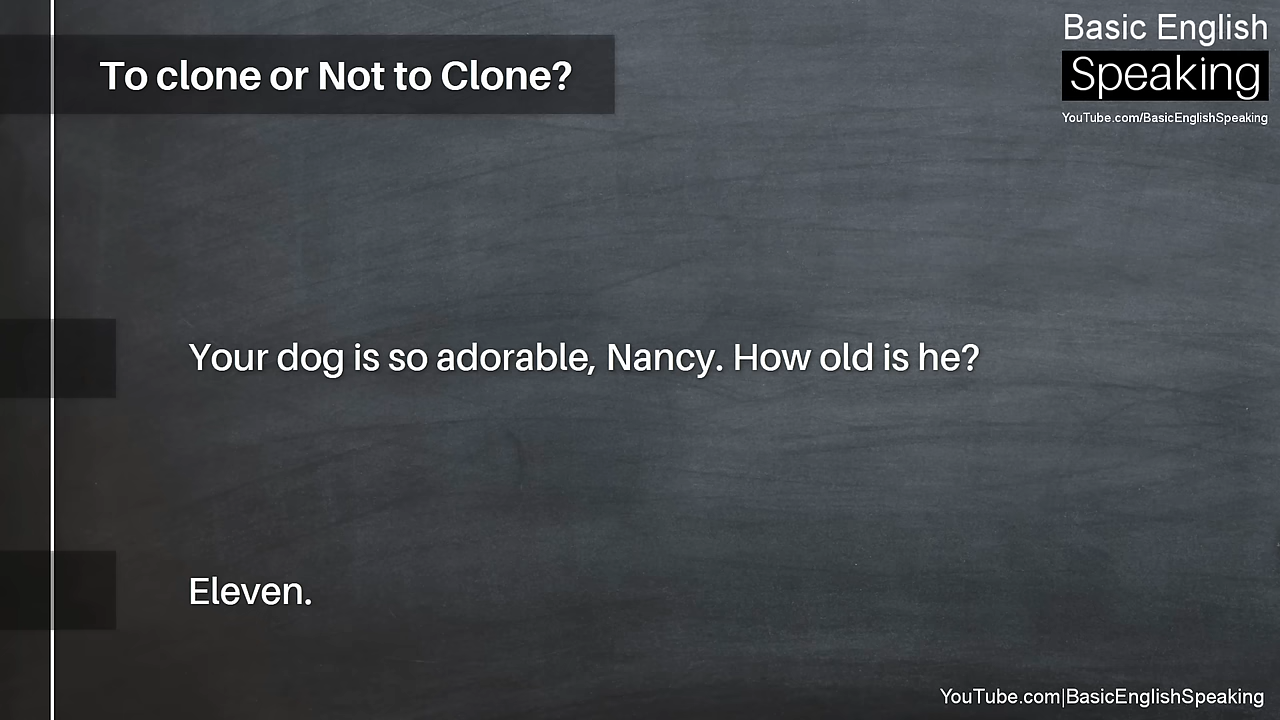 To clone or Not to Clone?
Basic English
Speaking
YouTube.com/BasicEnglishSpeaking
Your dog is so adorable, Nancy. How old is he?
Eleven.
YouTube.com|BasicEnglishSpeaking